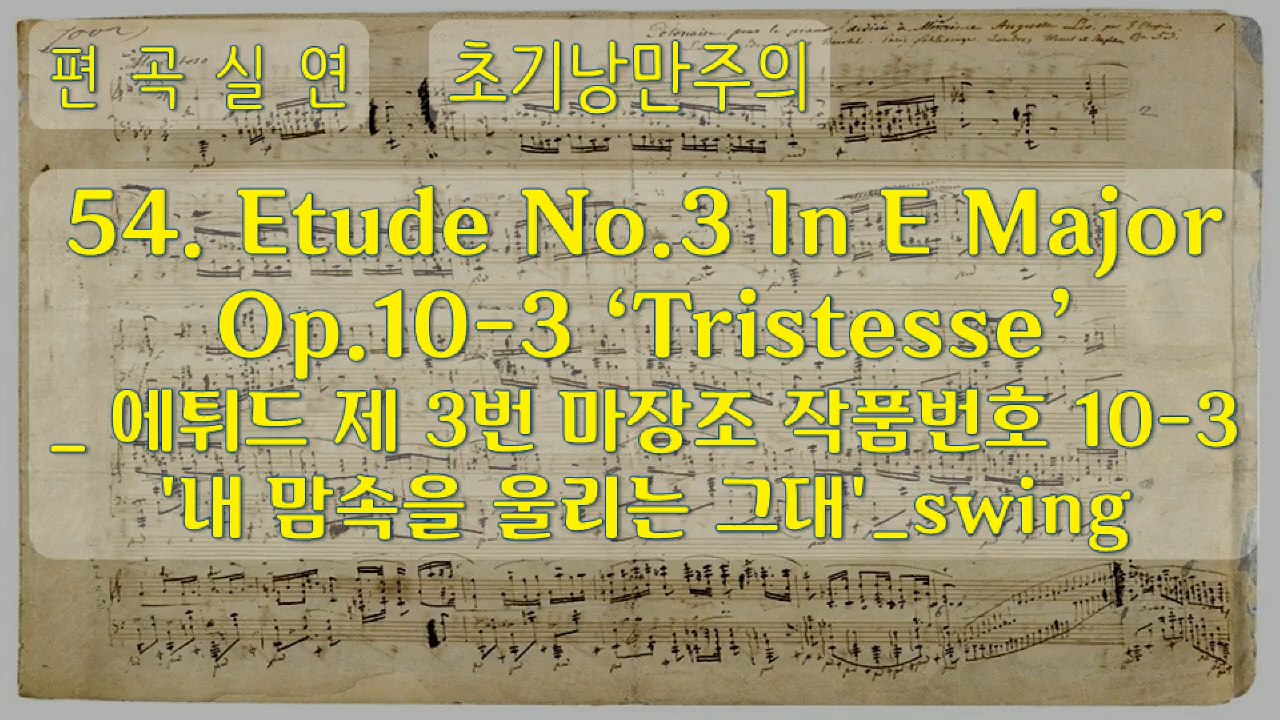 편 곡 실 연
초기낭만주의
54. Etude No.3 In E Major
Op.10-3 ‘Tristesse’
_ 에튀드 제 3번 마장조 작품번호 10-3
'내 맘속을 울리는 그대'_swing